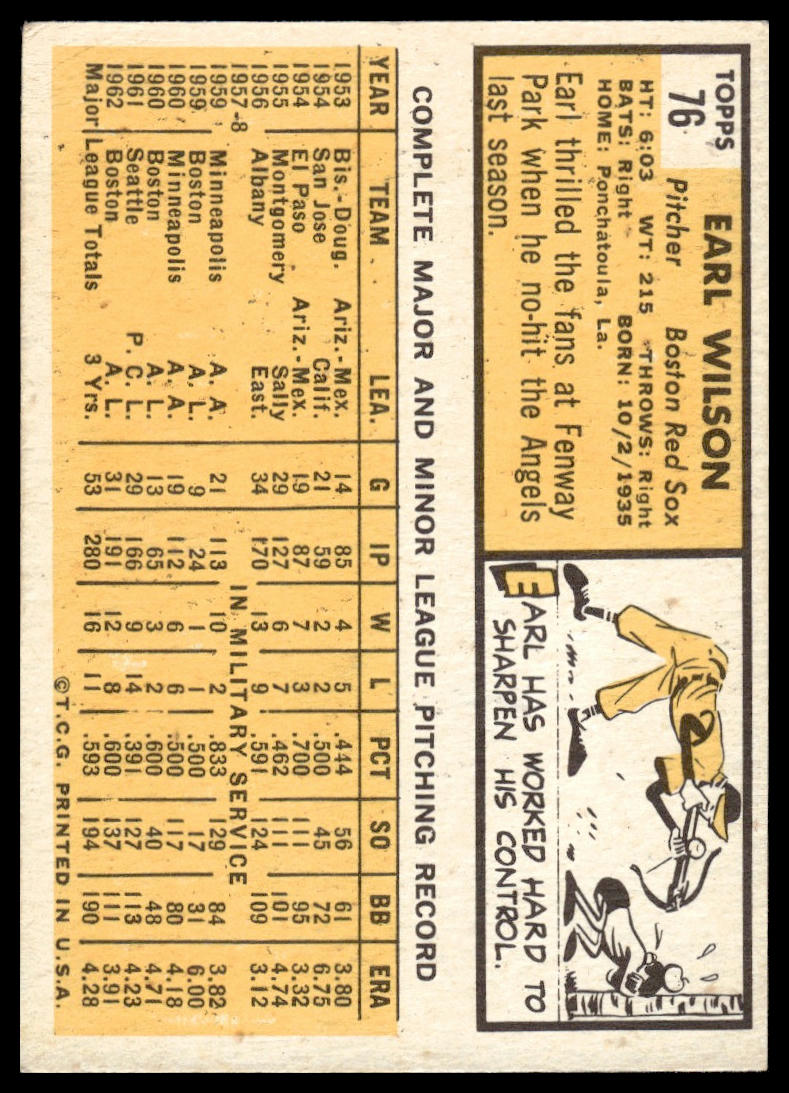 TOPPS
76
EARL WILSON
Pitcher Boston Red Sox
HT: 6:03 WT: 215 THROWS: Right
BATS: Right BORN: 10/2/1935
HOME: Ponchatoula, La.
Earl thrilled the fans at Fenway
Park when he no-hit the Angels
last season.
EARL HAS WORKED HARD TO
SHARPEN HIS CONTROL.
COMPLETE MAJOR AND MINOR LEAGUE PITCHING RECORD
YEAR TEAM LEA. G IP W L PCT SO BB ERA
1953 Bis.-Doug. Ariz.-Mex. 14 85 4 5 .444 56 61 3.80
1954 San Jose Calif. 21 59 2 2 .500 45 72 6.75
1954 El Paso Ariz.-Mex. 19 87 7 3 .700 111 95 3.32
1955 Montgomery Sally 29 127 6 7 .462 111 101 4.74
1956 Albany East. 34 170 13 9 .591 124 109 3.12
1957-8 IN MILITARY SERVICE
1959 Minneapolis A. A. 21 113 10 2 .833 129 84 3.82
1959 Boston A. L. 9 24 1 1 .500 17 31 6.00
1960 Minneapolis A. A. 19 112 6 6 .500 117 80 4.18
1960 Boston A. L. 13 65 3 2 .600 40 48 4.71
1961 Seattle P. C. L. 29 166 9 14 .391 127 113 4.23
1962 Boston A. L. 31 191 12 8 .600 137 111 3.91
Major League Totals 3 Yrs. 53 280 16 11 .593 194 190 4.28
©T.C.G. PRINTED IN U.S.A.